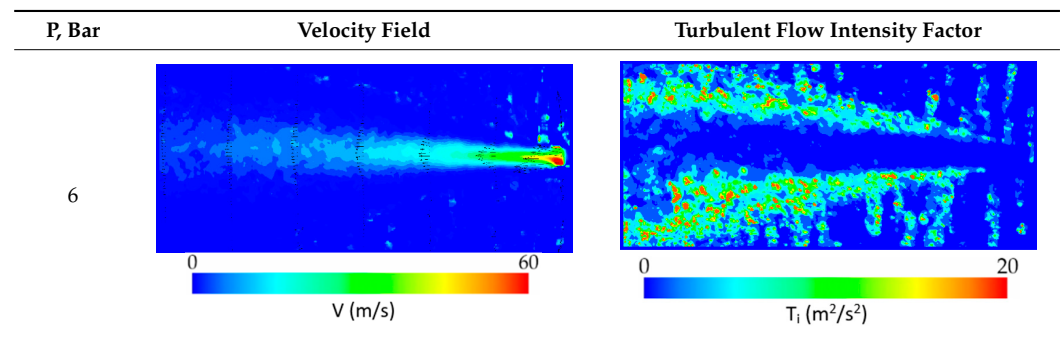 P, Bar Velocity Field Turbulent Flow Intensity Factor
6
0 60 0 20
V (m/s) Tᵢ (m²/s²)